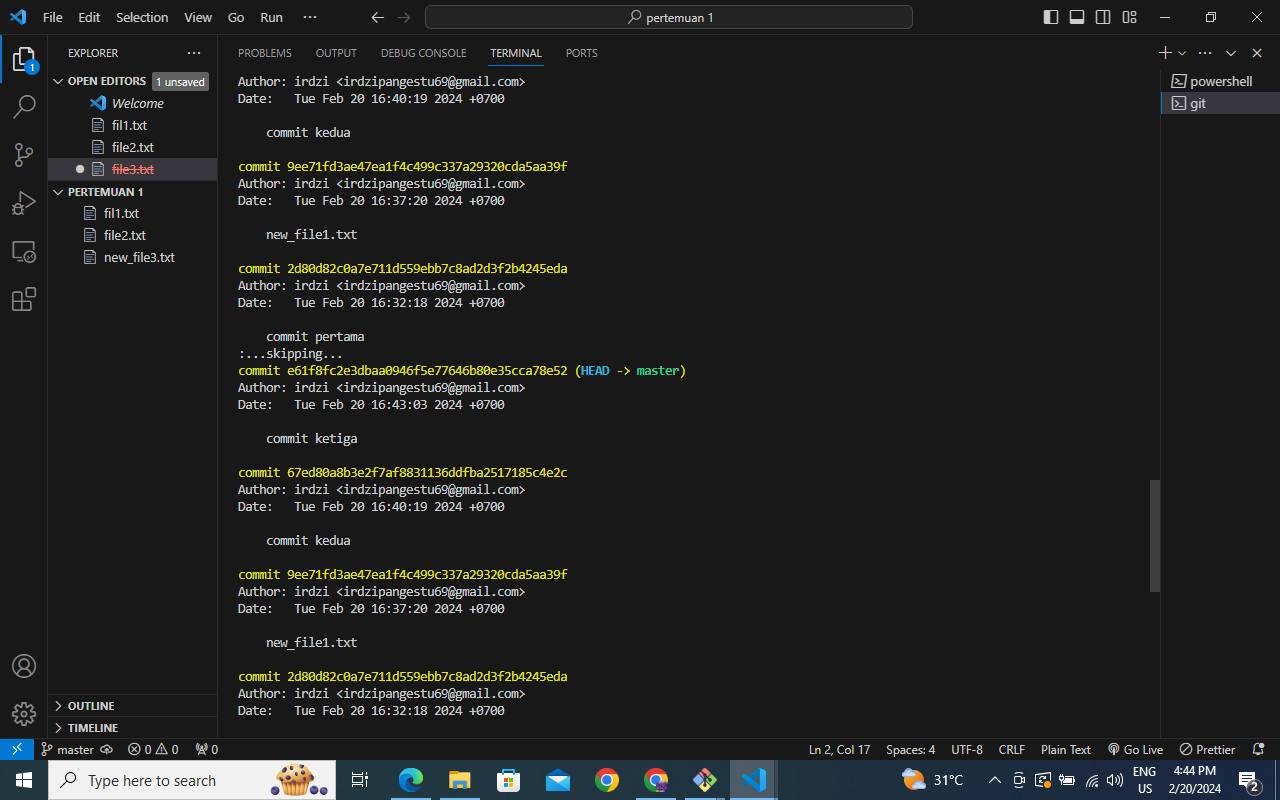 File Edit Selection View Go Run ··· pertemuan 1
EXPLORER ···
OPEN EDITORS 1 unsaved
Welcome
fil1.txt
file2.txt
file3.txt
PERTEMUAN 1
fil1.txt
file2.txt
new_file3.txt
OUTLINE
TIMELINE
PROBLEMS OUTPUT DEBUG CONSOLE TERMINAL PORTS
Author: irdzi <irdzipangestu69@gmail.com>
Date:   Tue Feb 20 16:40:19 2024 +0700
commit kedua
commit 9ee71fd3ae47ea1f4c499c337a29320cda5aa39f
Author: irdzi <irdzipangestu69@gmail.com>
Date:   Tue Feb 20 16:37:20 2024 +0700
new_file1.txt
commit 2d80d82c0a7e711d559ebb7c8ad2d3f2b4245eda
Author: irdzi <irdzipangestu69@gmail.com>
Date:   Tue Feb 20 16:32:18 2024 +0700
commit pertama
:...skipping...
commit e61f8fc2e3dbaa0946f5e77646b80e35cca78e52 (HEAD -> master)
Author: irdzi <irdzipangestu69@gmail.com>
Date:   Tue Feb 20 16:43:03 2024 +0700
commit ketiga
commit 67ed80a8b3e2f7af8831136ddfba2517185c4e2c
Author: irdzi <irdzipangestu69@gmail.com>
Date:   Tue Feb 20 16:40:19 2024 +0700
commit kedua
commit 9ee71fd3ae47ea1f4c499c337a29320cda5aa39f
Author: irdzi <irdzipangestu69@gmail.com>
Date:   Tue Feb 20 16:37:20 2024 +0700
new_file1.txt
commit 2d80d82c0a7e711d559ebb7c8ad2d3f2b4245eda
Author: irdzi <irdzipangestu69@gmail.com>
Date:   Tue Feb 20 16:32:18 2024 +0700
powershell
git
1
master 0 0 0 Ln 2, Col 17 Spaces: 4 UTF-8 CRLF Plain Text Go Live Prettier
Type here to search 31°C ENG US 4:44 PM 2/20/2024 2